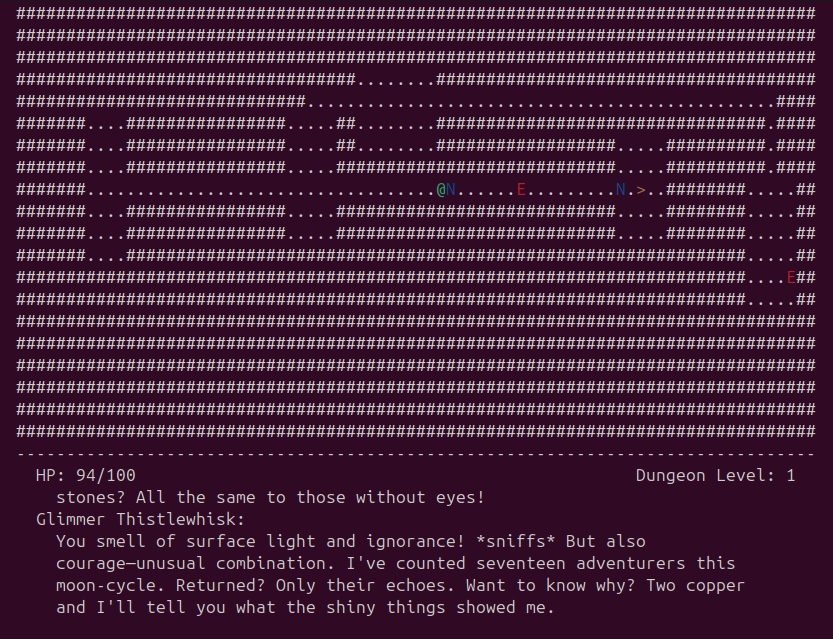 ################################################################################
################################################################################
################################################################################
##################################........######################################
#############################...............................................####
#######....################.....##........#################################.####
#######....################.....##........##################.....##########.####
#######....################.....############################.....##########.####
#######...................................@N......E.........N.>..########.....##
#######....################.....############################.....########.....##
#######....################.....############################.....########.....##
#######....################.....#########################################.....##
#########################################################################....E##
#########################################################################.....##
################################################################################
################################################################################
################################################################################
################################################################################
################################################################################
################################################################################
--------------------------------------------------------------------------------
HP: 94/100 Dungeon Level: 1
stones? All the same to those without eyes!
Glimmer Thistlewhisk:
You smell of surface light and ignorance! *sniffs* But also
courage—unusual combination. I've counted seventeen adventurers this
moon-cycle. Returned? Only their echoes. Want to know why? Two copper
and I'll tell you what the shiny things showed me.